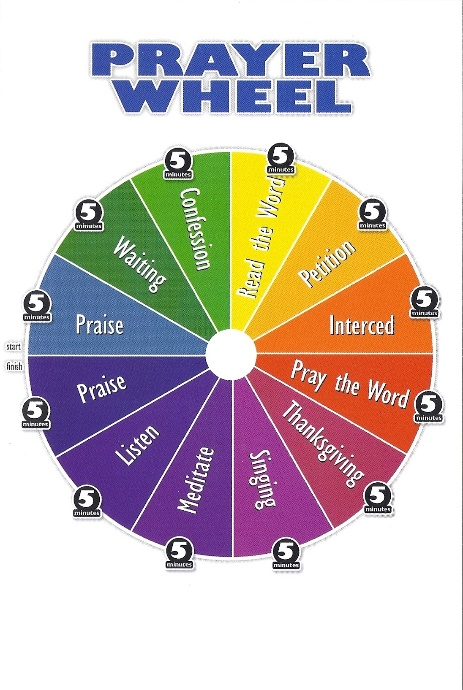 PRAYER
WHEEL
start
Praise
5
minutes
Waiting
5
minutes
Confession
5
minutes
Read the Word
5
minutes
Petition
5
minutes
Interced
5
minutes
Pray the Word
5
minutes
Thanksgiving
5
minutes
Singing
5
minutes
Meditate
5
minutes
Listen
5
minutes
Praise
5
minutes
finish